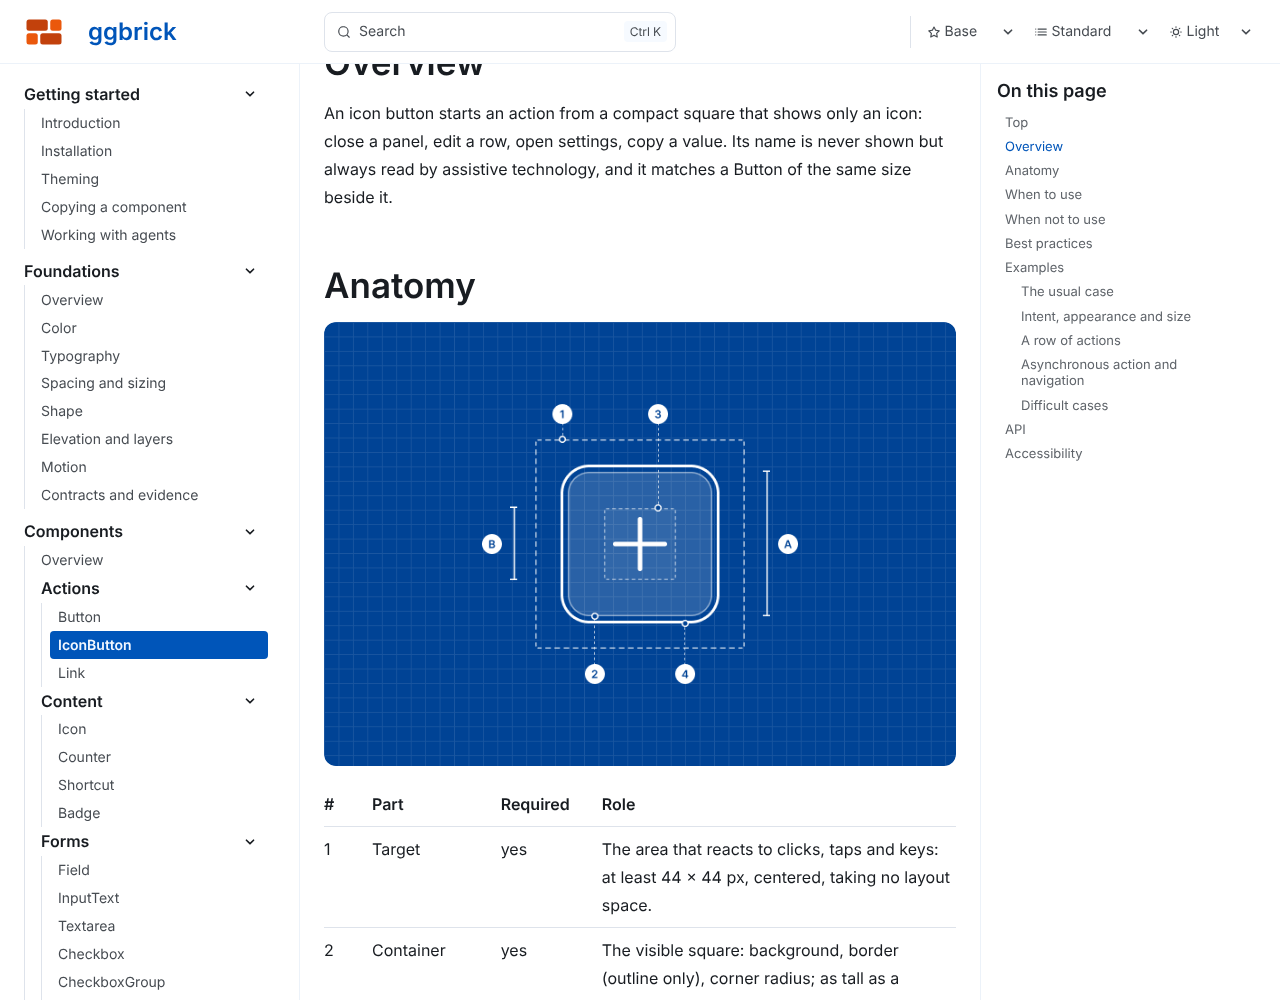 ggbrick
Search
Ctrl K
Base
Standard
Light
Getting started
Introduction
Installation
Theming
Copying a component
Working with agents
Foundations
Overview
Color
Typography
Spacing and sizing
Shape
Elevation and layers
Motion
Contracts and evidence
Components
Overview
Actions
Button
IconButton
Link
Content
Icon
Counter
Shortcut
Badge
Forms
Field
InputText
Textarea
Checkbox
CheckboxGroup
Overview
An icon button starts an action from a compact square that shows only an icon:
close a panel, edit a row, open settings, copy a value. Its name is never shown but
always read by assistive technology, and it matches a Button of the same size
beside it.
Anatomy
1
3
B
A
2
4
# Part Required Role
1 Target yes The area that reacts to clicks, taps and keys:
at least 44 × 44 px, centered, taking no layout
space.
2 Container yes The visible square: background, border
(outline only), corner radius; as tall as a
On this page
Top
Overview
Anatomy
When to use
When not to use
Best practices
Examples
The usual case
Intent, appearance and size
A row of actions
Asynchronous action and
navigation
Difficult cases
API
Accessibility